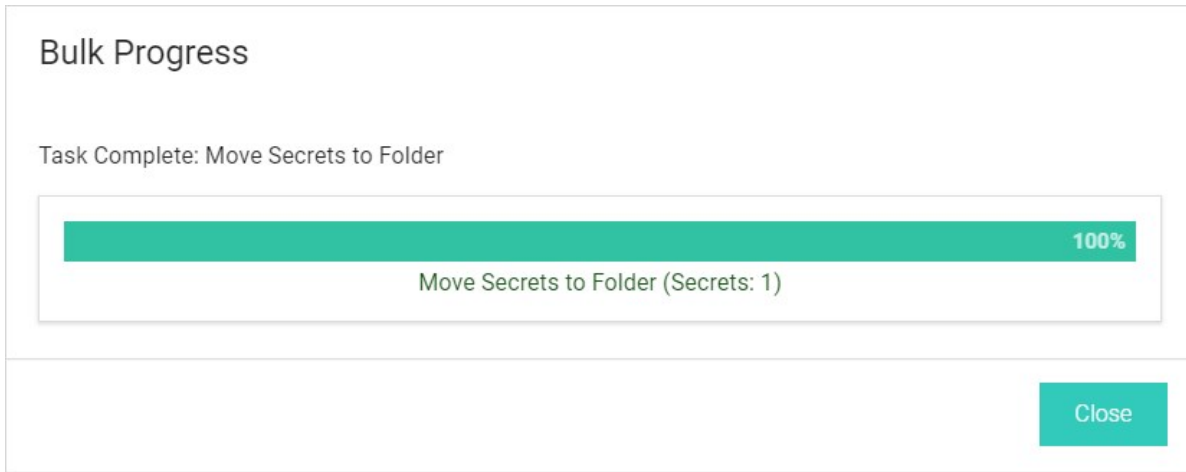 Bulk Progress
Task Complete: Move Secrets to Folder
100%
Move Secrets to Folder (Secrets: 1)
Close